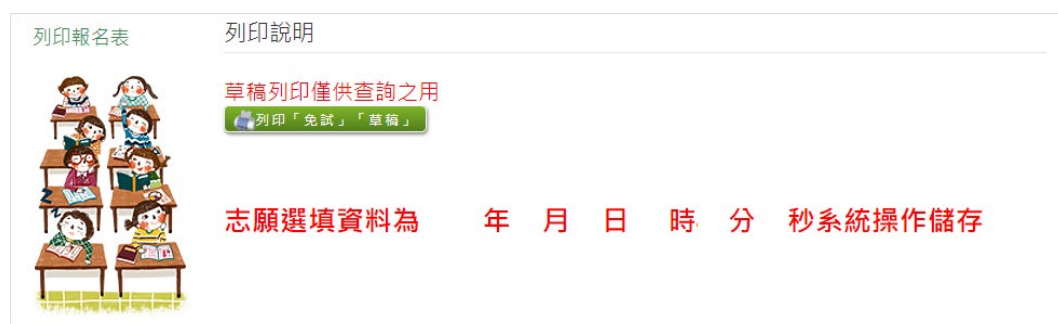 列印報名表
列印說明
草稿列印僅供查詢之用
列印「免試」「草稿」
志願選填資料為 年 月 日 時 分 秒系統操作儲存